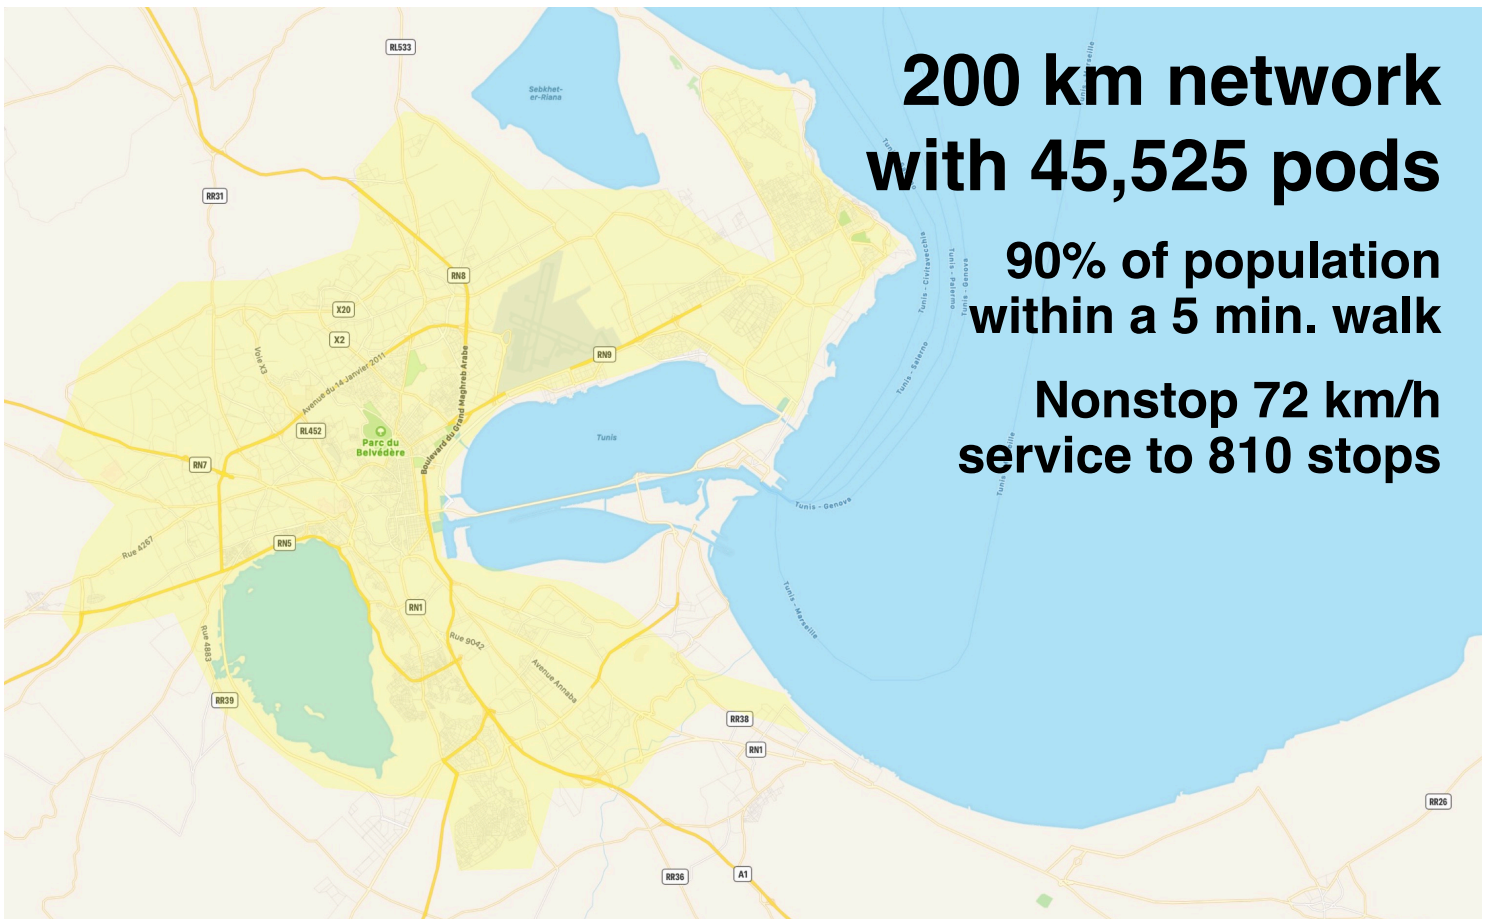 200 km network
with 45,525 pods
90% of population
within a 5 min. walk
Nonstop 72 km/h
service to 810 stops
RL533
Sebkhet-
er-Riana
RR31
RN8
X20
X2
Voie X3
Avenue du 14 Janvier 2011
Boulevard du Grand Maghreb Arabe
RN9
RL452
Parc du
Belvédère
Tunis
RN7
Rue A267
RN5
RN1
Rue 4883
Rue 9042
Avenue Annaba
RR39
RR38
RN1
RR36
A1
RR26
Tunis - Civitavecchia
Tunis - Palermo
Tunis - Genova
Tunis - Salerno
Tunis - Genova
Tunis - Marseille